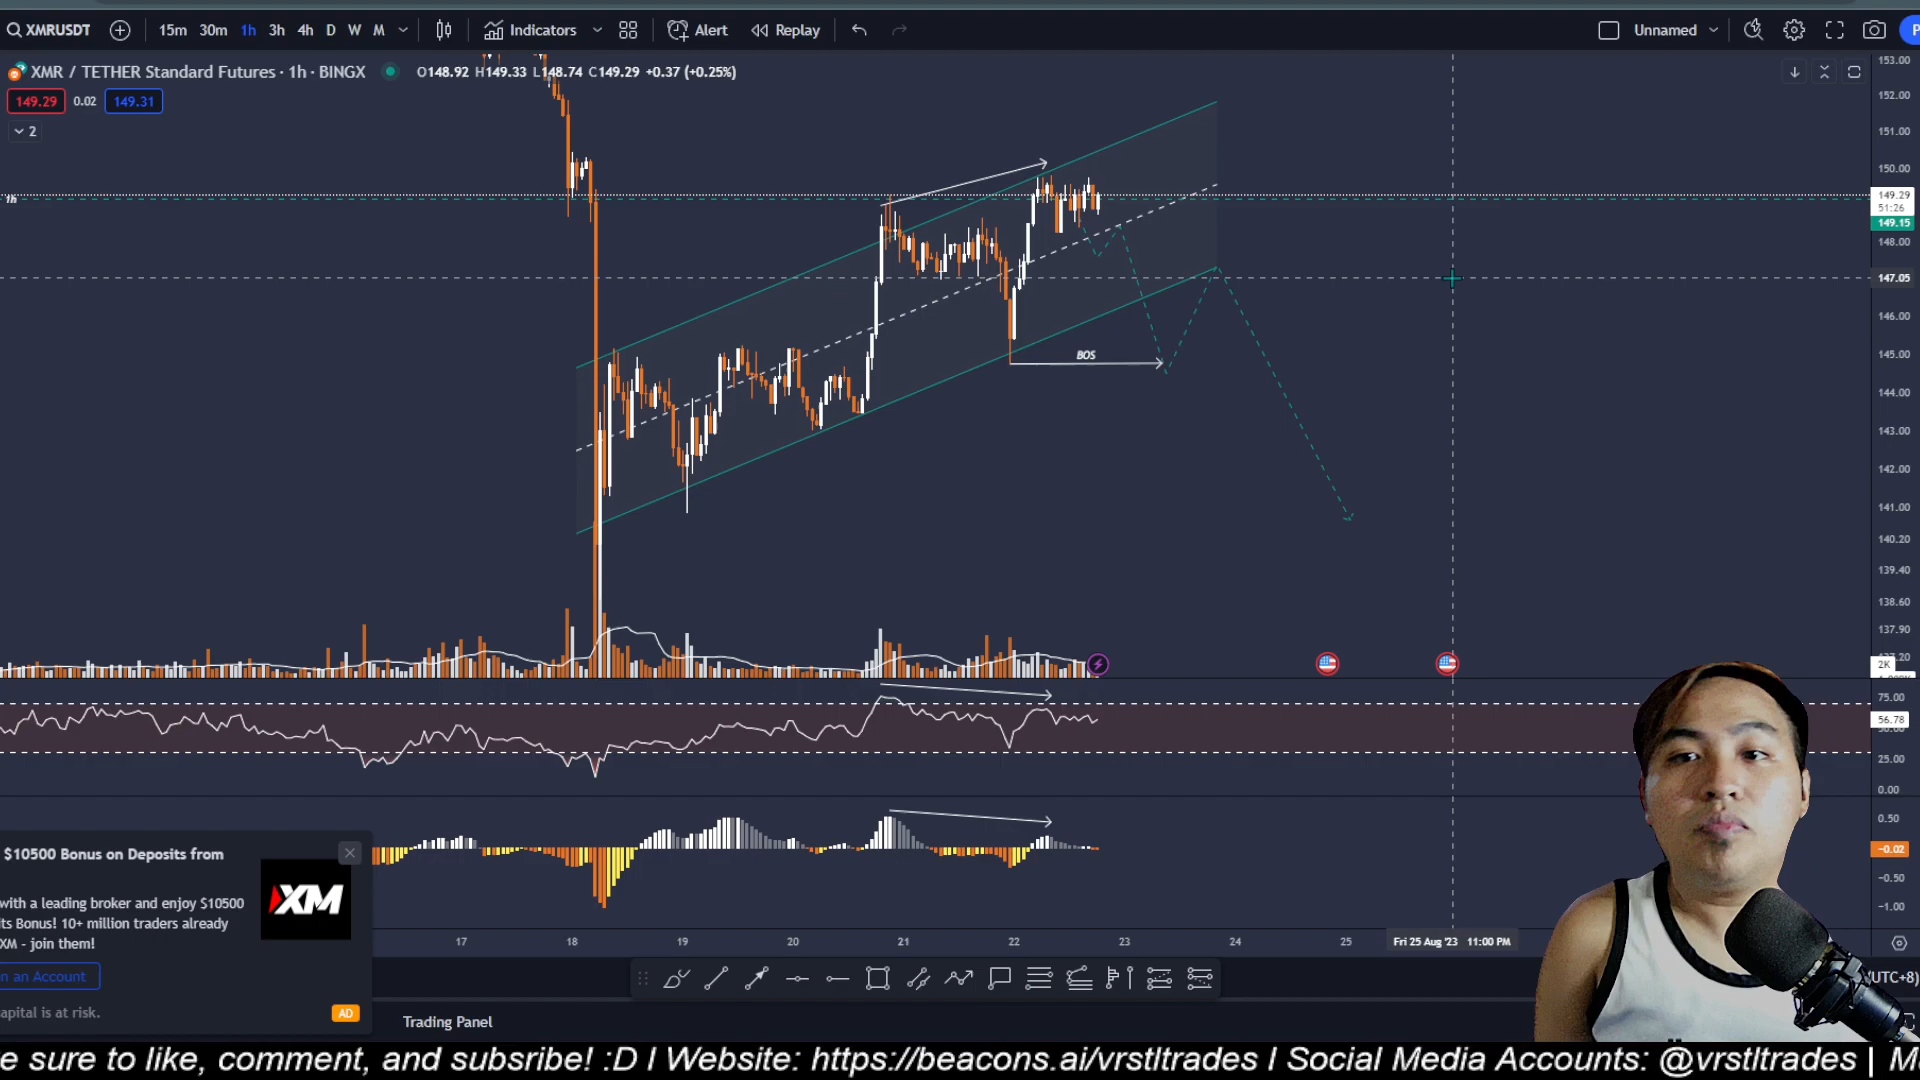 XMRUSDT 15m 30m 1h 3h 4h D W M Indicators Alert Replay Unnamed
XMR / TETHER Standard Futures · 1h · BINGX O148.92 H149.33 L148.74 C149.29 +0.37 (+0.25%)
149.29 0.02 149.31
2
1h
BOS
153.00
152.00
151.00
150.00
149.29
51:26
149.15
148.00
147.05
146.00
145.00
144.00
143.00
142.00
141.00
140.20
139.40
138.60
137.90
2K
75.00
56.78
25.00
0.00
0.50
−0.02
−0.50
−1.00
$10500 Bonus on Deposits from
XM
with a leading broker and enjoy $10500
its Bonus! 10+ million traders already
XM - join them!
n an Account
apital is at risk.
AD
17 18 19 20 21 22 23 24 25 Fri 25 Aug '23 11:00 PM
(UTC+8)
Trading Panel
e sure to like, comment, and subsribe! :D I Website: https://beacons.ai/vrstltrades I Social Media Accounts: @vrstltrades |